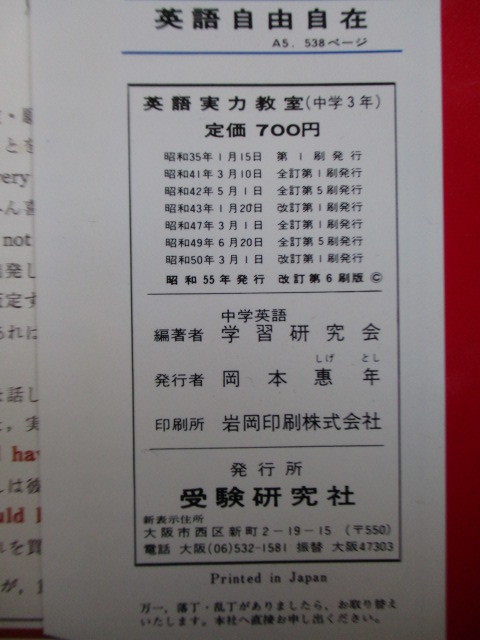 英語自由自在
A5. 538ページ
英語実力教室(中学3年)
定価 700円
昭和35年1月15日 第1刷発行
昭和41年3月10日 全訂第1刷発行
昭和42年5月1日 全訂第5刷発行
昭和43年1月20日 改訂第1刷発行
昭和47年3月1日 全訂第1刷発行
昭和49年6月20日 全訂第5刷発行
昭和50年3月1日 改訂第1刷発行
昭和55年発行 改訂第6刷版 ©
中学英語
編著者 学習研究会
しげ とし
発行者 岡本惠年
印刷所 岩岡印刷株式会社
発行所
受験研究社
新表示住所
大阪市西区新町2-19-15 (〒550)
電話 大阪(06)532-1581 振替 大阪47303
Printed in Japan
万一,落丁・乱丁がありましたら,お取り替え
いたします。本社へ直接お申し出ください。
very
not
hav
uld